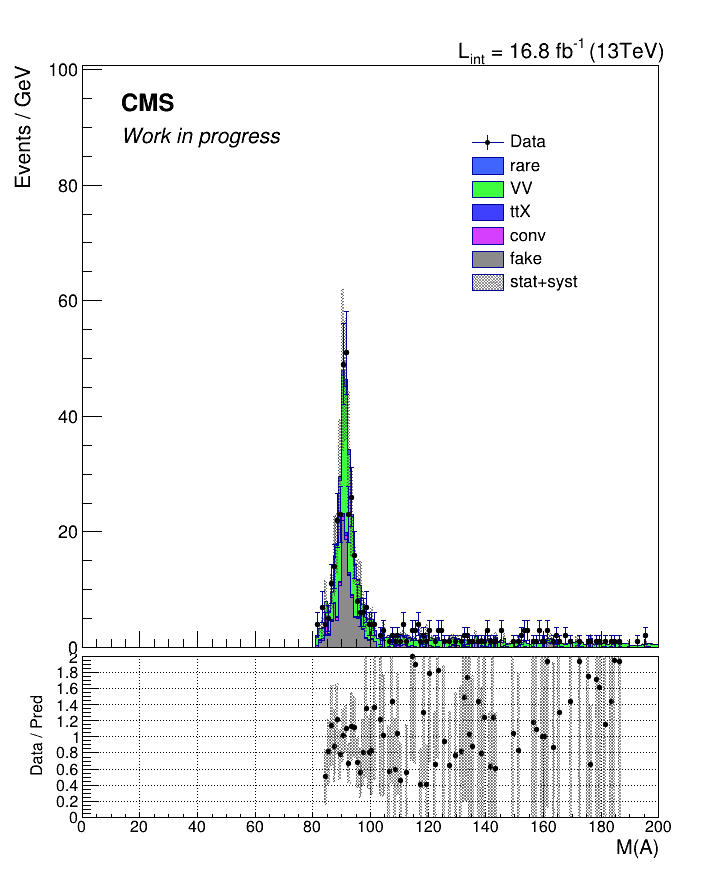 L_int = 16.8 fb^-1 (13TeV)
Events / GeV
100
80
60
40
20
0
CMS
Work in progress
Data
rare
VV
ttX
conv
fake
stat+syst
Data / Pred
2
1.8
1.6
1.4
1.2
1
0.8
0.6
0.4
0.2
0
0 20 40 60 80 100 120 140 160 180 200
M(A)